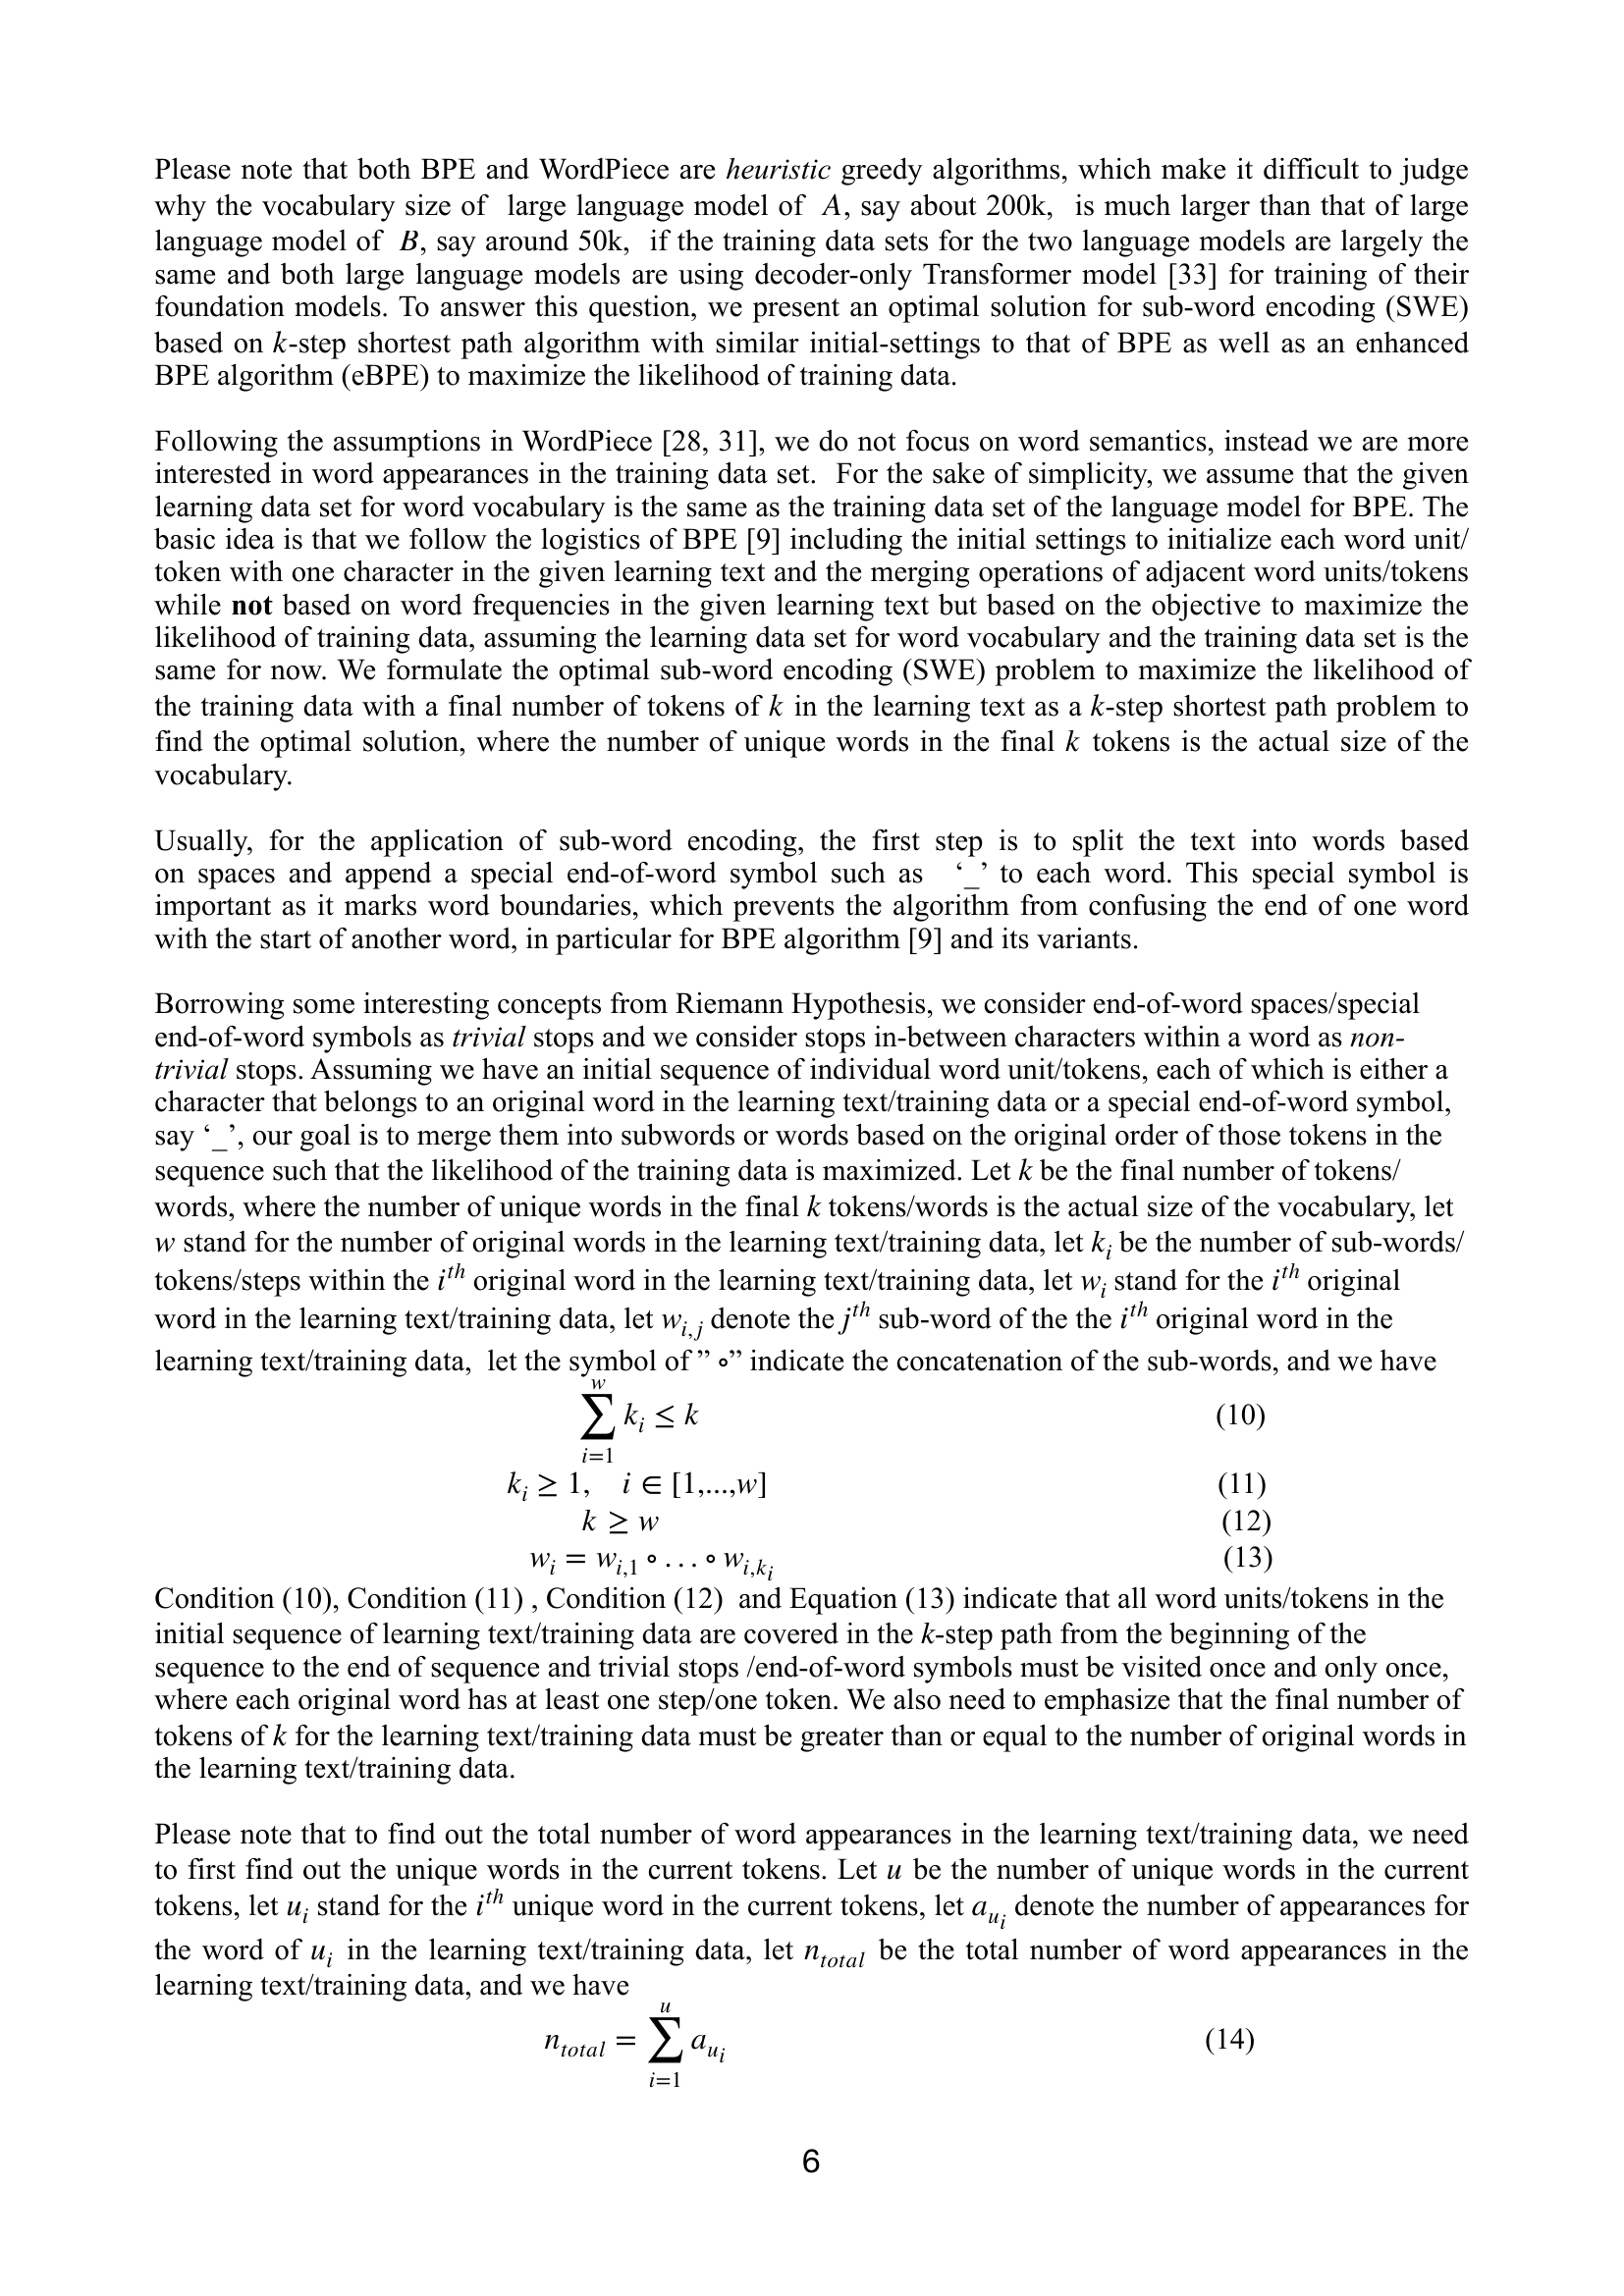 Please note that both BPE and WordPiece are heuristic greedy algorithms, which make it difficult to judge
why the vocabulary size of large language model of A, say about 200k, is much larger than that of large
language model of B, say around 50k, if the training data sets for the two language models are largely the
same and both large language models are using decoder-only Transformer model [33] for training of their
foundation models. To answer this question, we present an optimal solution for sub-word encoding (SWE)
based on k-step shortest path algorithm with similar initial-settings to that of BPE as well as an enhanced
BPE algorithm (eBPE) to maximize the likelihood of training data.
Following the assumptions in WordPiece [28, 31], we do not focus on word semantics, instead we are more
interested in word appearances in the training data set. For the sake of simplicity, we assume that the given
learning data set for word vocabulary is the same as the training data set of the language model for BPE. The
basic idea is that we follow the logistics of BPE [9] including the initial settings to initialize each word unit/
token with one character in the given learning text and the merging operations of adjacent word units/tokens
while not based on word frequencies in the given learning text but based on the objective to maximize the
likelihood of training data, assuming the learning data set for word vocabulary and the training data set is the
same for now. We formulate the optimal sub-word encoding (SWE) problem to maximize the likelihood of
the training data with a final number of tokens of k in the learning text as a k-step shortest path problem to
find the optimal solution, where the number of unique words in the final k tokens is the actual size of the
vocabulary.
Usually, for the application of sub-word encoding, the first step is to split the text into words based
on spaces and append a special end-of-word symbol such as ‘_’ to each word. This special symbol is
important as it marks word boundaries, which prevents the algorithm from confusing the end of one word
with the start of another word, in particular for BPE algorithm [9] and its variants.
Borrowing some interesting concepts from Riemann Hypothesis, we consider end-of-word spaces/special
end-of-word symbols as trivial stops and we consider stops in-between characters within a word as non-
trivial stops. Assuming we have an initial sequence of individual word unit/tokens, each of which is either a
character that belongs to an original word in the learning text/training data or a special end-of-word symbol,
say ‘_’, our goal is to merge them into subwords or words based on the original order of those tokens in the
sequence such that the likelihood of the training data is maximized. Let k be the final number of tokens/
words, where the number of unique words in the final k tokens/words is the actual size of the vocabulary, let
w stand for the number of original words in the learning text/training data, let k_i be the number of sub-words/
tokens/steps within the i^th original word in the learning text/training data, let w_i stand for the i^th original
word in the learning text/training data, let w_{i,j} denote the j^th sub-word of the the i^th original word in the
learning text/training data, let the symbol of ” ∘” indicate the concatenation of the sub-words, and we have
∑_{i=1}^{w} k_i ≤ k (10)
k_i ≥ 1, i ∈ [1,...,w] (11)
k ≥ w (12)
w_i = w_{i,1} ∘ . . . ∘ w_{i,k_i} (13)
Condition (10), Condition (11) , Condition (12) and Equation (13) indicate that all word units/tokens in the
initial sequence of learning text/training data are covered in the k-step path from the beginning of the
sequence to the end of sequence and trivial stops /end-of-word symbols must be visited once and only once,
where each original word has at least one step/one token. We also need to emphasize that the final number of
tokens of k for the learning text/training data must be greater than or equal to the number of original words in
the learning text/training data.
Please note that to find out the total number of word appearances in the learning text/training data, we need
to first find out the unique words in the current tokens. Let u be the number of unique words in the current
tokens, let u_i stand for the i^th unique word in the current tokens, let a_{u_i} denote the number of appearances for
the word of u_i in the learning text/training data, let n_total be the total number of word appearances in the
learning text/training data, and we have
n_total = ∑_{i=1}^{u} a_{u_i} (14)
6